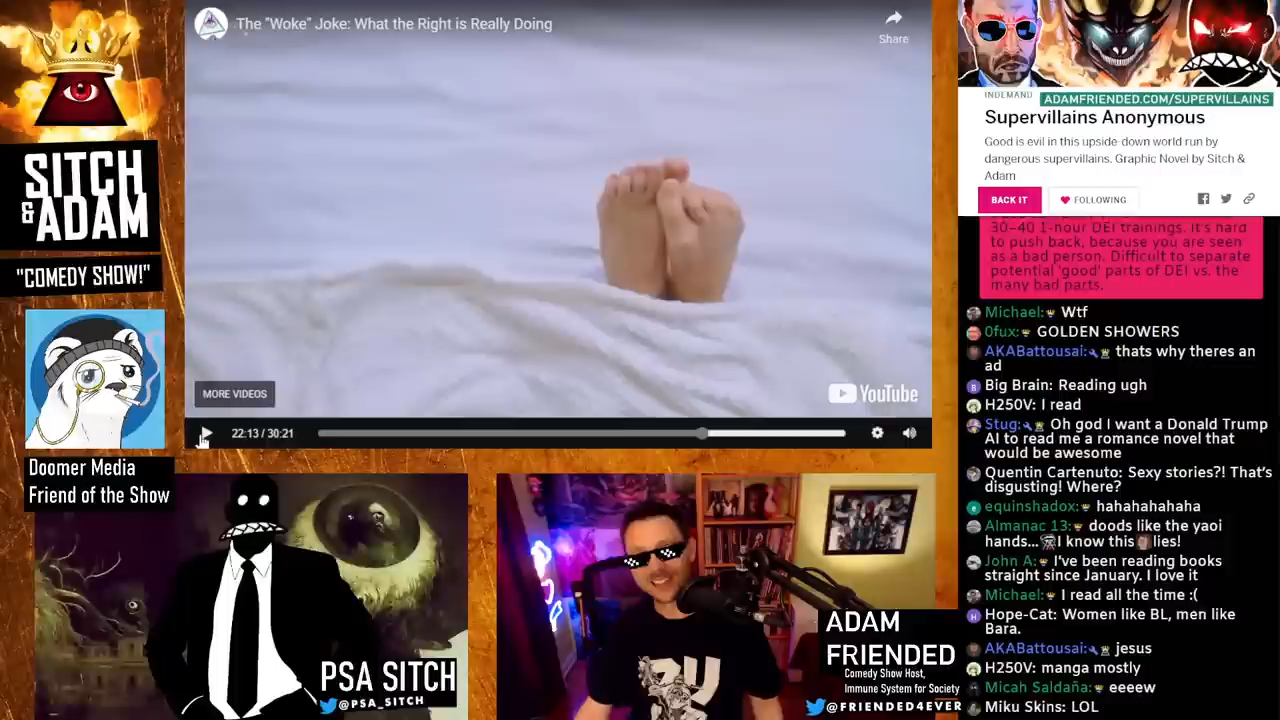 The "Woke" Joke: What the Right is Really Doing
Share
MORE VIDEOS
YouTube
22:13 / 30:21
SITCH
& ADAM
"COMEDY SHOW!"
Doomer Media
Friend of the Show
PSA SITCH
@PSA_SITCH
ADAM
FRIENDED
Comedy Show Host,
Immune System for Society
@FRIENDED4EVER
INDEMAND
ADAMFRIENDED.COM/SUPERVILLAINS
Supervillains Anonymous
Good is evil in this upside-down world run by
dangerous supervillains. Graphic Novel by Sitch &
Adam
BACK IT
FOLLOWING
30-40 1-hour DEI trainings. It's hard
to push back, because you are seen
as a bad person. Difficult to separate
potential 'good' parts of DEI vs. the
many bad parts.
Michael: Wtf
0fux: GOLDEN SHOWERS
AKABattousai: thats why theres an
ad
Big Brain: Reading ugh
H250V: I read
Stug: Oh god I want a Donald Trump
AI to read me a romance novel that
would be awesome
Quentin Cartenuto: Sexy stories?! That's
disgusting! Where?
equinshadox: hahahahahaha
Almanac 13: doods like the yaoi
hands... I know this lies!
John A: I've been reading books
straight since January. I love it
Michael: I read all the time :(
Hope-Cat: Women like BL, men like
Bara.
AKABattousai: jesus
H250V: manga mostly
Micah Saldaña: eeeew
Miku Skins: LOL